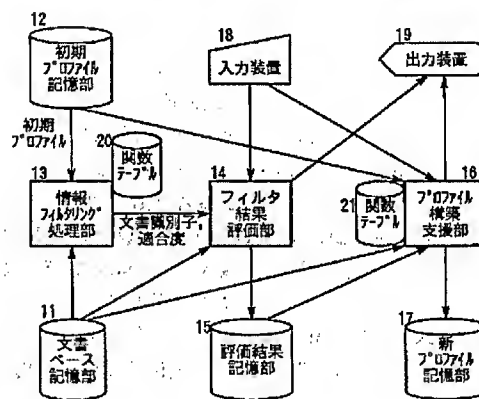 12
初期
プロファイル
記憶部
18
入力装置
19
出力装置
初期
プロファイル
20
関数
テーブル
13
情報
フィルタリング
処理部
文書識別子,
適合度
14
フィルタ
結果
評価部
21
関数
テーブル
16
プロファイル
構築
支援部
11
文書
ベース
記憶部
15
評価結果
記憶部
17
新
プロファイル
記憶部